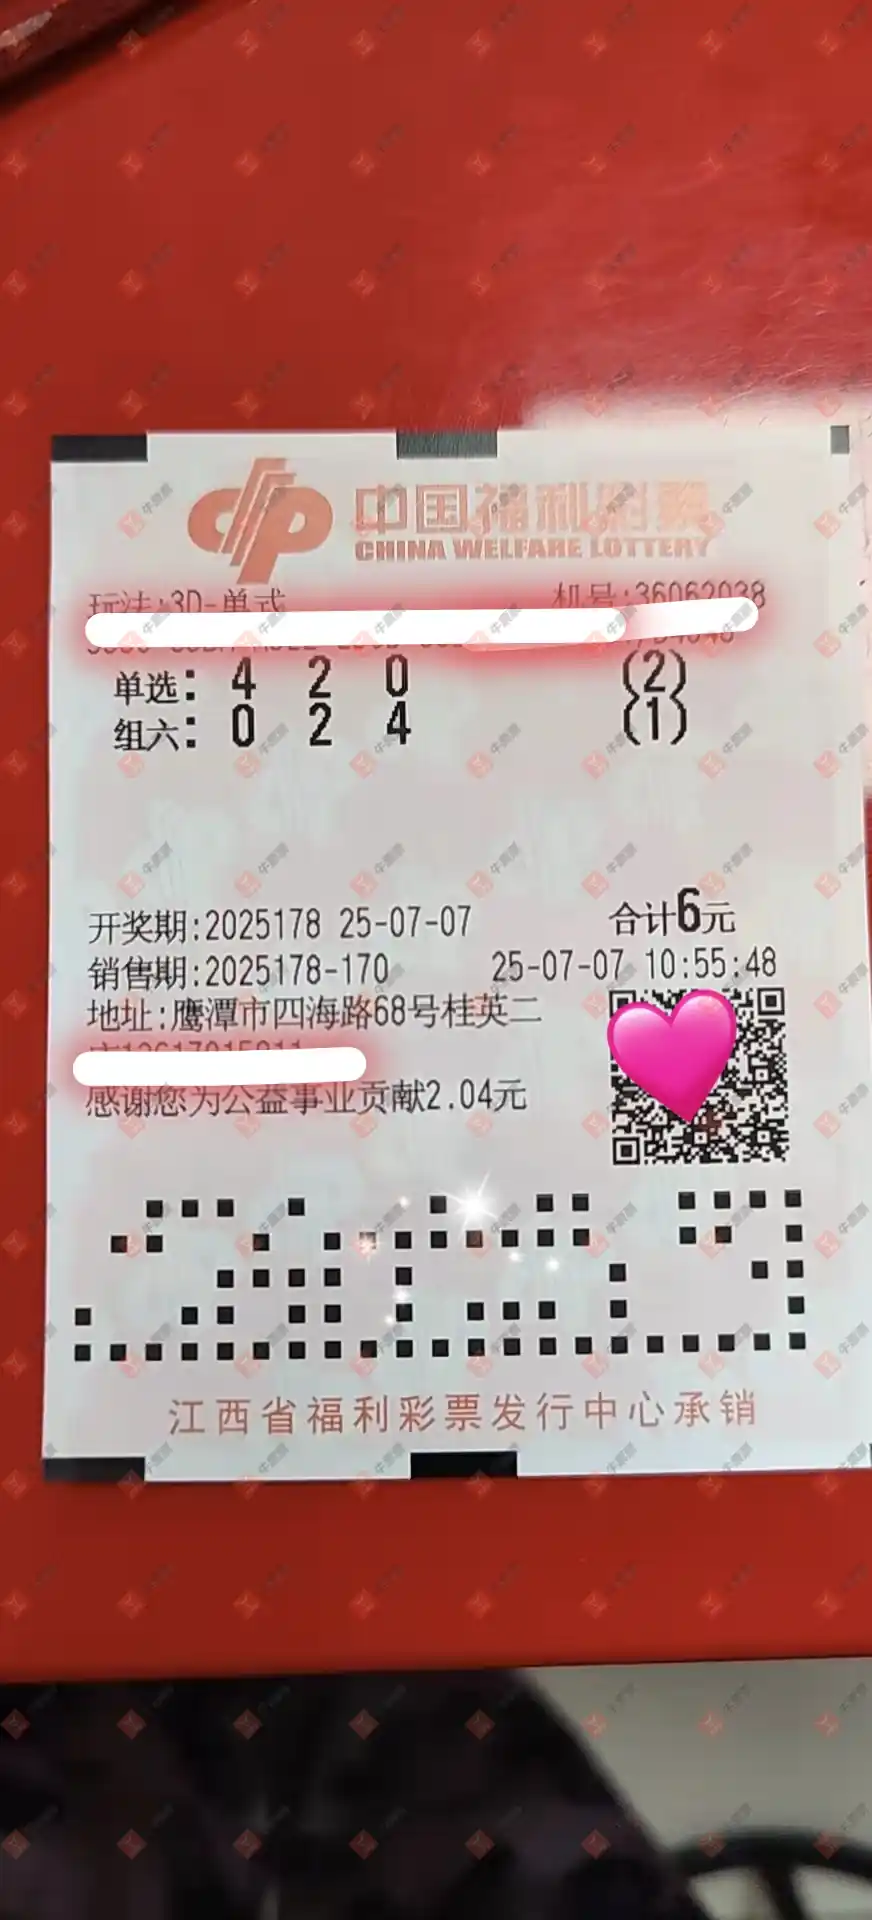 中国福利彩票
CHINA WELFARE LOTTERY
玩法:3D-单式 机号:36062038
单选: 4 2 0 (2)
组六: 0 2 4 (1)
开奖期:2025178 25-07-07 合计6元
销售期:2025178-170 25-07-07 10:55:48
地址:鹰潭市四海路68号桂英二
感谢您为公益事业贡献2.04元
江西省福利彩票发行中心承销